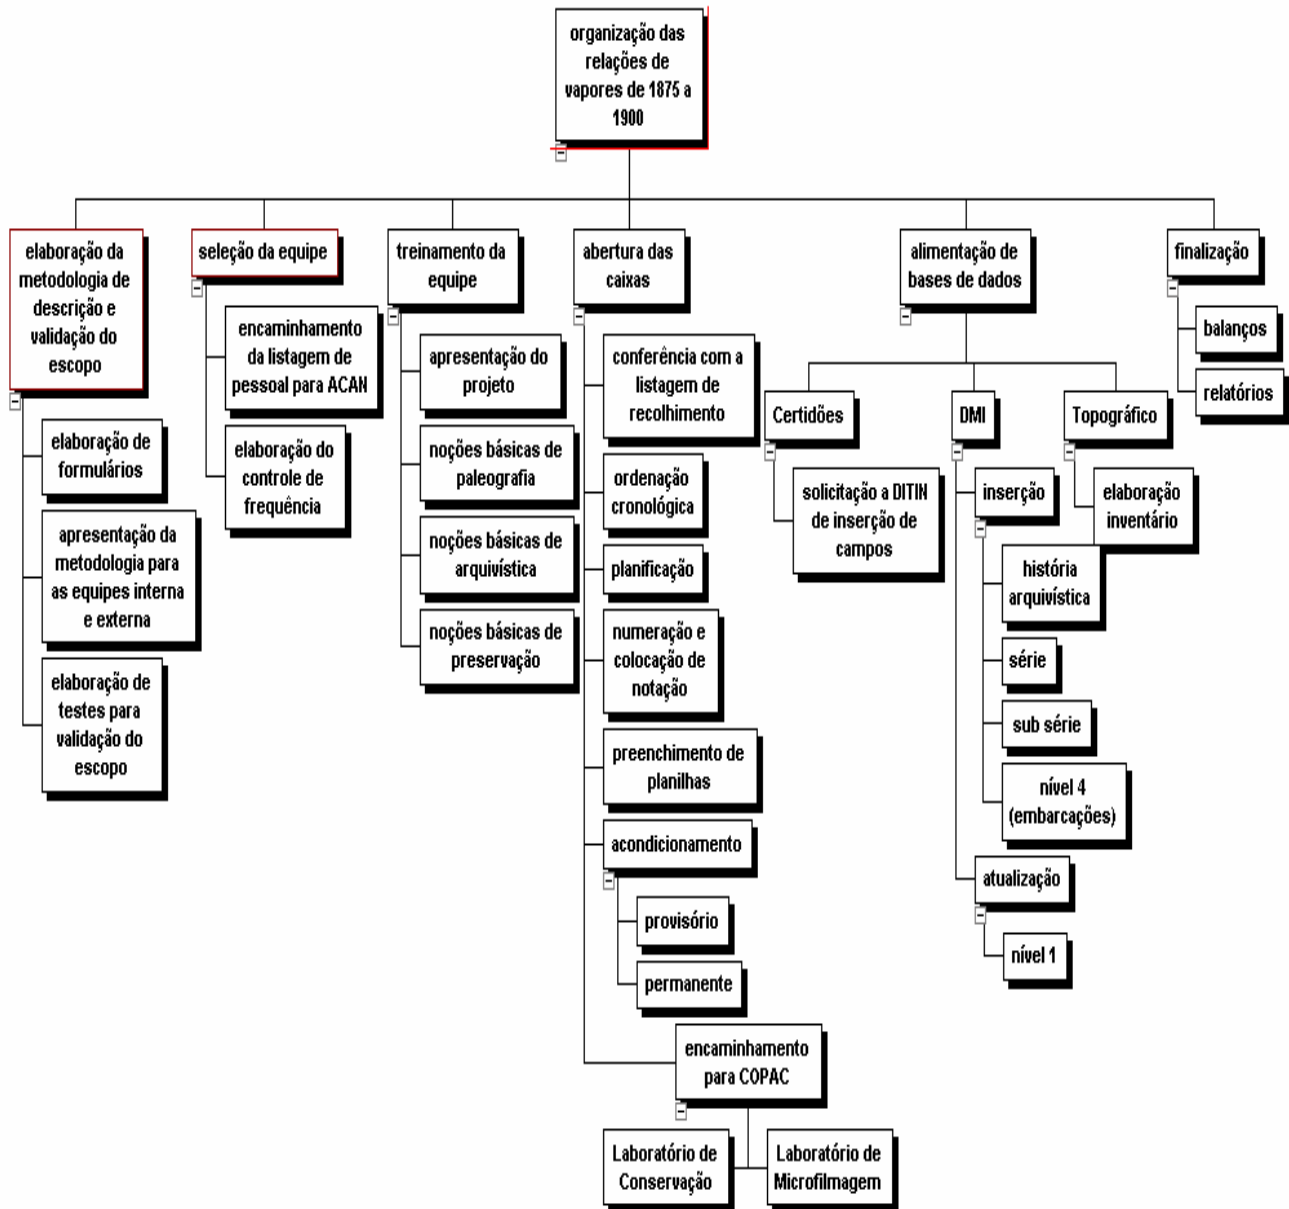 organização das
relações de
vapores de 1875 a
1900
elaboração da
metodologia de
descrição e
validação do
escopo
elaboração de
formulários
apresentação da
metodologia para
as equipes interna
e externa
elaboração de
testes para
validação do
escopo
seleção da equipe
encaminhamento
da listagem de
pessoal para ACAN
elaboração do
controle de
frequência
treinamento da
equipe
apresentação do
projeto
noções básicas de
paleografia
noções básicas de
arquivística
noções básicas de
preservação
abertura das
caixas
conferência com a
listagem de
recolhimento
ordenação
cronológica
planificação
numeração e
colocação de
notação
preenchimento de
planilhas
acondicionamento
provisório
permanente
encaminhamento
para COPAC
Laboratório de
Conservação
Laboratório de
Microfilmagem
alimentação de
bases de dados
Certidões
solicitação a DITIN
de inserção de
campos
DMI
inserção
história
arquivística
série
sub série
nível 4
(embarcações)
atualização
nível 1
Topográfico
elaboração
inventário
finalização
balanços
relatórios